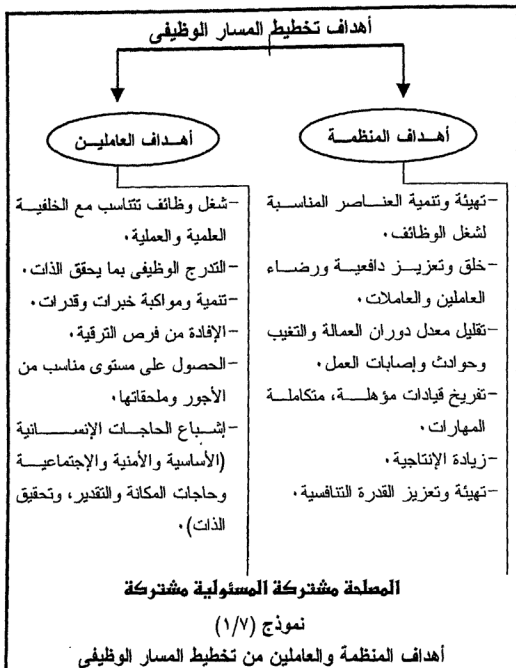 أهداف تخطيط المسار الوظيفى
أهداف المنظمة
-تهيئة وتنمية العناصر المناسبة
لشغل الوظائف.
-خلق وتعزيز دافعية ورضاء
العاملين والعاملات.
-تقليل معدل دوران العمالة والتغيب
وحوادث وإصابات العمل.
-تفريخ قيادات مؤهلة، متكاملة
المهارات.
-زيادة الإنتاجية.
-تهيئة وتعزيز القدرة التنافسية.
أهداف العاملين
-شغل وظائف تتناسب مع الخلفية
العلمية والعملية.
-التدرج الوظيفى بما يحقق الذات.
-تنمية ومواكبة خبرات وقدرات.
-الإفادة من فرص الترقية.
-الحصول على مستوى مناسب من
الأجور وملحقاتها.
-إشباع الحاجات الإنسانية
(الأساسية والأمنية والإجتماعية
وحاجات المكانة والتقدير، وتحقيق
الذات).
المصلحة مشتركة المسئولية مشتركة
نموذج (١/٧)
أهداف المنظمة والعاملين من تخطيط المسار الوظيفى